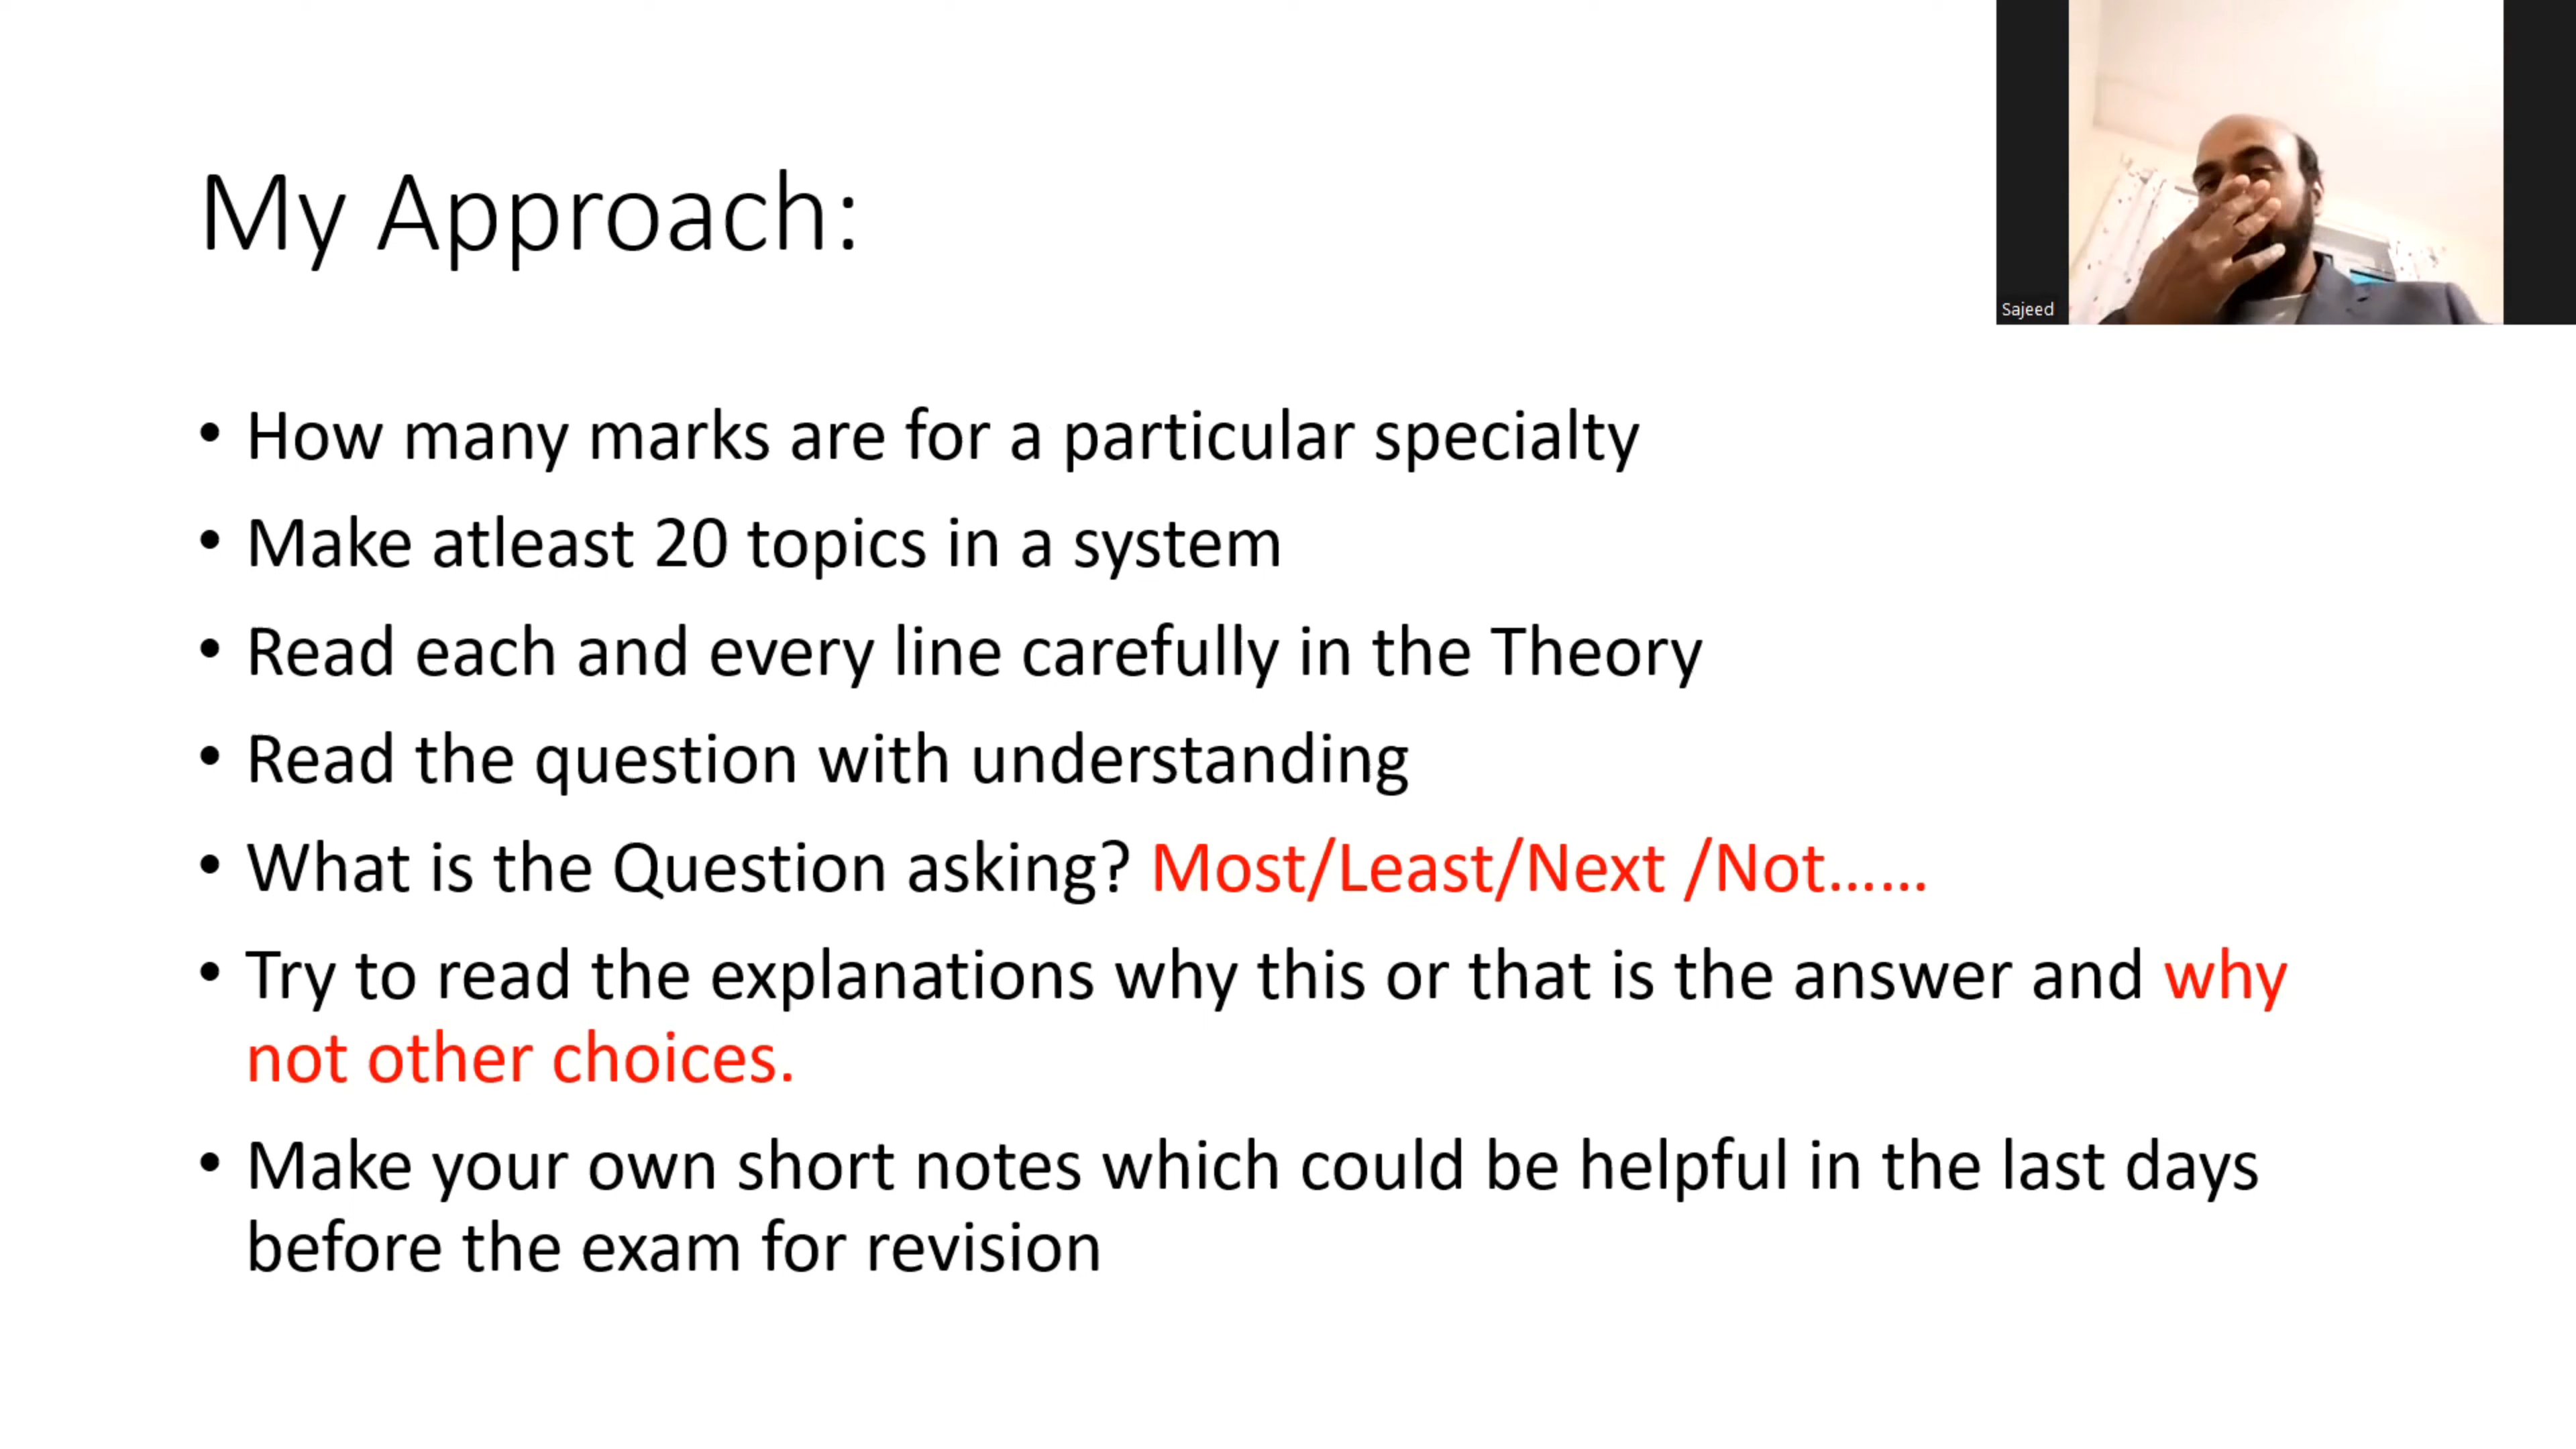 My Approach:
Sajeed
• How many marks are for a particular specialty
• Make atleast 20 topics in a system
• Read each and every line carefully in the Theory
• Read the question with understanding
• What is the Question asking? Most/Least/Next /Not......
• Try to read the explanations why this or that is the answer and why
not other choices.
• Make your own short notes which could be helpful in the last days
before the exam for revision